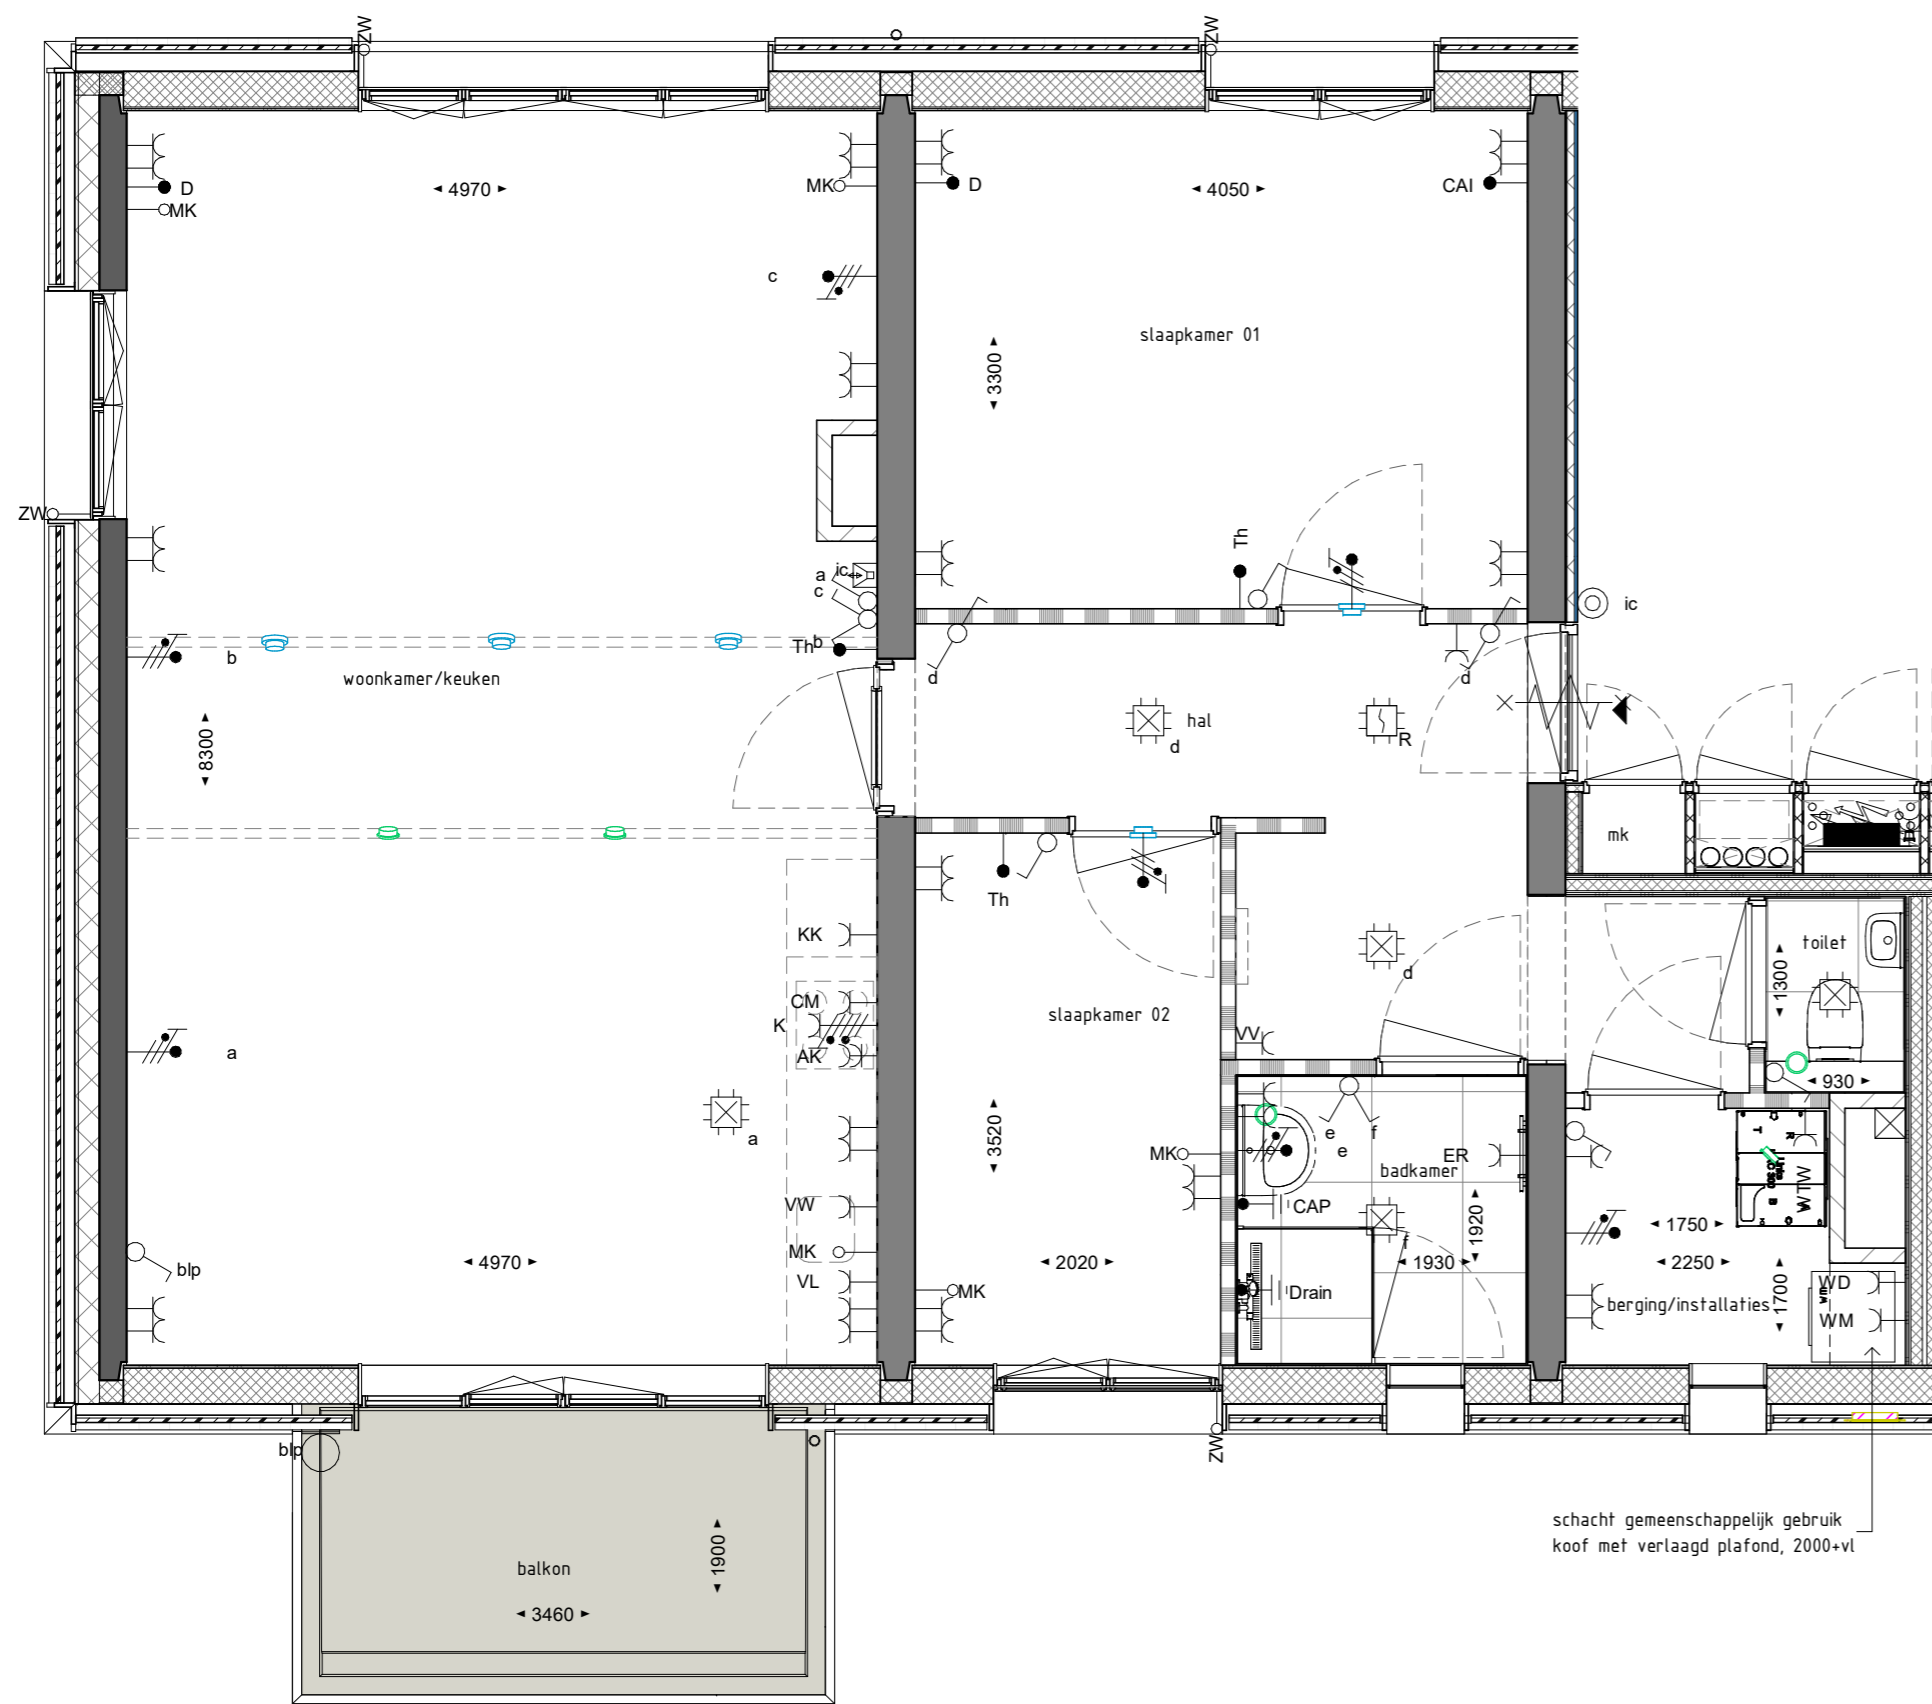 ZW
ZW
D
MK
4970
MK
D
4050
CAI
c
slaapkamer 01
3300
ZW
Th
a
ic
c
ic
b
Th
b
d
d
woonkamer/keuken
hal
d
R
8300
mk
Th
KK
d
toilet
1300
CM
slaapkamer 02
K
VV
a
AK
930
a
3520
e
f
e
MK
badkamer
ER
T
R
WTW
CAP
VW
1920
1750
MK
f
blp
4970
2020
1930
2250
VL
MK
Drain
1700
WD
berging/installaties
WM
blp
ZW
schacht gemeenschappelijk gebruik
koof met verlaagd plafond, 2000+vl
1900
balkon
3460